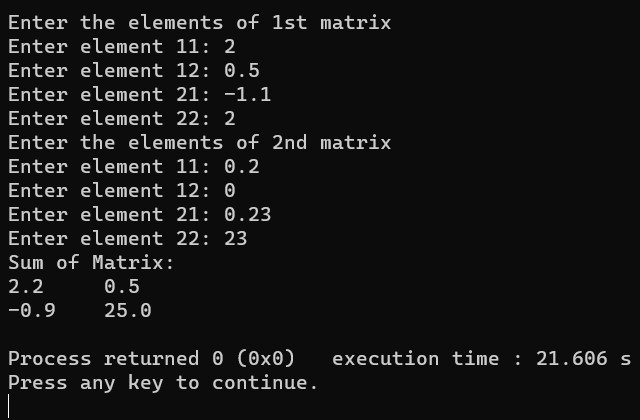 Enter the elements of 1st matrix
Enter element 11: 2
Enter element 12: 0.5
Enter element 21: -1.1
Enter element 22: 2
Enter the elements of 2nd matrix
Enter element 11: 0.2
Enter element 12: 0
Enter element 21: 0.23
Enter element 22: 23
Sum of Matrix:
2.2     0.5
-0.9    25.0
Process returned 0 (0x0)   execution time : 21.606 s
Press any key to continue.